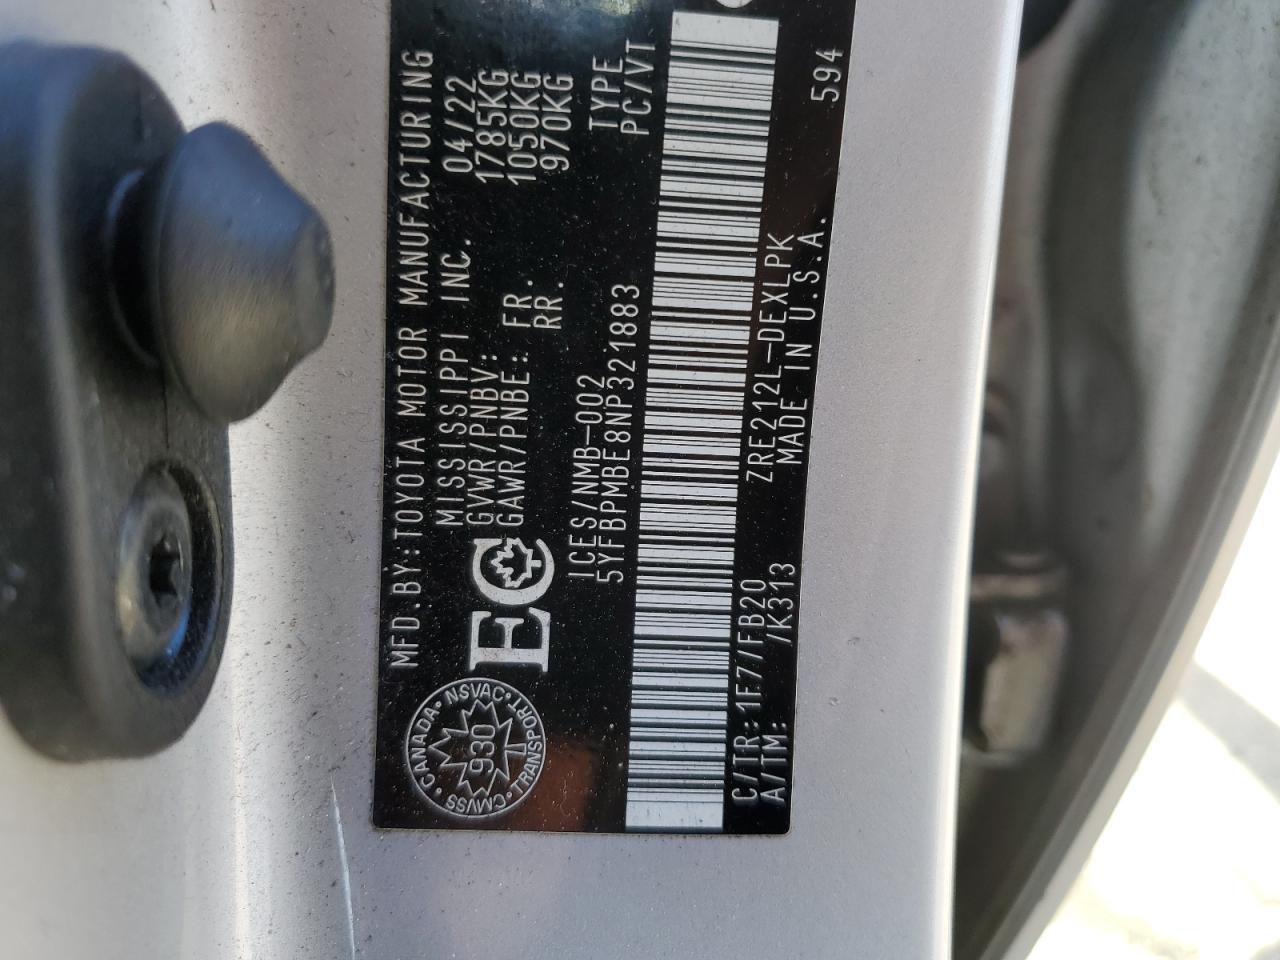 MFD.BY:TOYOTA MOTOR MANUFACTURING
MISSISSIPPI INC. 04/22
GVWR/PNBV: 1785KG
GAWR/PNBE: FR. 1050KG
RR. 970KG
EC
CANADA NSVAC TRANSPORT CMVSS
930
ICES/NMB-002 TYPE
5YFBPMBE8NP321883 PC/VT
C/TR:1F7/FB20 ZRE212L-DEXLPK
A/TM: /K313 MADE IN U.S.A. 594